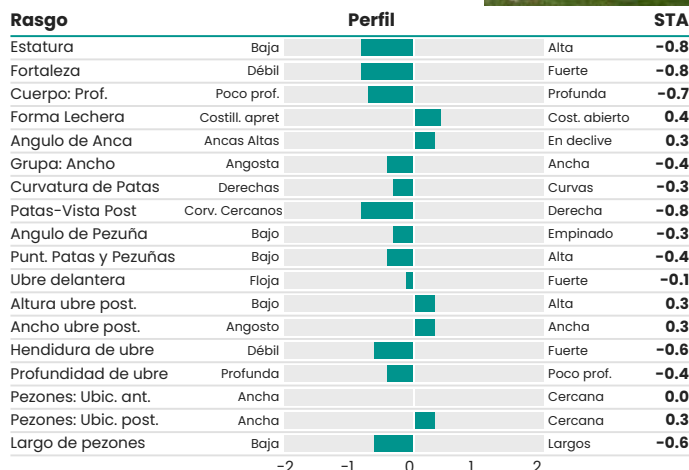 Rasgo Perfil STA
Estatura Baja Alta -0.8
Fortaleza Débil Fuerte -0.8
Cuerpo: Prof. Poco prof. Profunda -0.7
Forma Lechera Costill. apret Cost. abierto 0.4
Angulo de Anca Ancas Altas En declive 0.3
Grupa: Ancho Angosta Ancha -0.4
Curvatura de Patas Derechas Curvas -0.3
Patas-Vista Post Corv. Cercanos Derecha -0.8
Angulo de Pezuña Bajo Empinado -0.3
Punt. Patas y Pezuñas Bajo Alta -0.4
Ubre delantera Floja Fuerte -0.1
Altura ubre post. Bajo Alta 0.3
Ancho ubre post. Angosto Ancha 0.3
Hendidura de ubre Débil Fuerte -0.6
Profundidad de ubre Profunda Poco prof. -0.4
Pezones: Ubic. ant. Ancha Cercana 0.0
Pezones: Ubic. post. Ancha Cercana 0.3
Largo de pezones Baja Largos -0.6
-2 -1 0 1 2